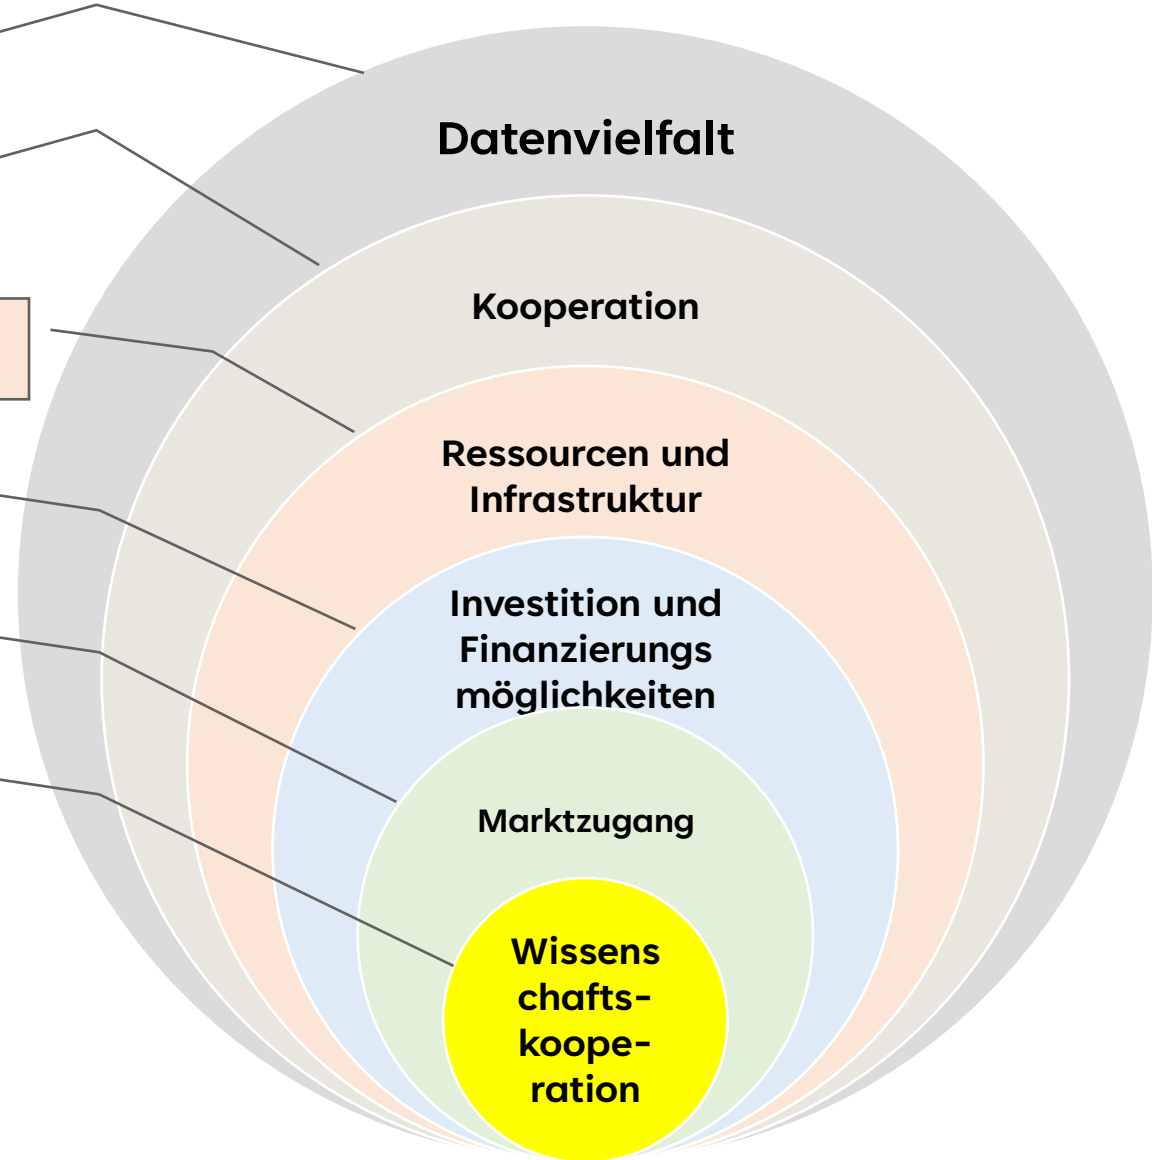 Datenvielfalt
Kooperation
Ressourcen und
Infrastruktur
Investition und
Finanzierungs
möglichkeiten
Marktzugang
Wissens
chafts-
koope-
ration